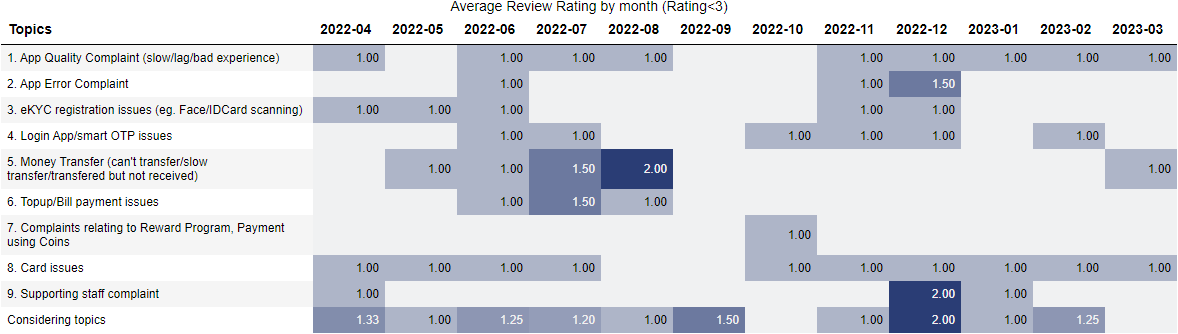 Average Review Rating by month (Rating<3)
Topics 2022-04 2022-05 2022-06 2022-07 2022-08 2022-09 2022-10 2022-11 2022-12 2023-01 2023-02 2023-03
1. App Quality Complaint (slow/lag/bad experience) 1.00 1.00 1.00 1.00 1.00 1.00 1.00 1.00 1.00
2. App Error Complaint 1.00 1.00 1.50
3. eKYC registration issues (eg. Face/IDCard scanning) 1.00 1.00 1.00 1.00 1.00
4. Login App/smart OTP issues 1.00 1.00 1.00 1.00 1.00 1.00
5. Money Transfer (can't transfer/slow
transfer/transfered but not received) 1.00 1.00 1.50 2.00 1.00
6. Topup/Bill payment issues 1.00 1.50 1.00
7. Complaints relating to Reward Program, Payment
using Coins 1.00
8. Card issues 1.00 1.00 1.00 1.00 1.00 1.00 1.00 1.00 1.00 1.00
9. Supporting staff complaint 1.00 2.00 1.00
Considering topics 1.33 1.00 1.25 1.20 1.00 1.50 1.00 2.00 1.00 1.25